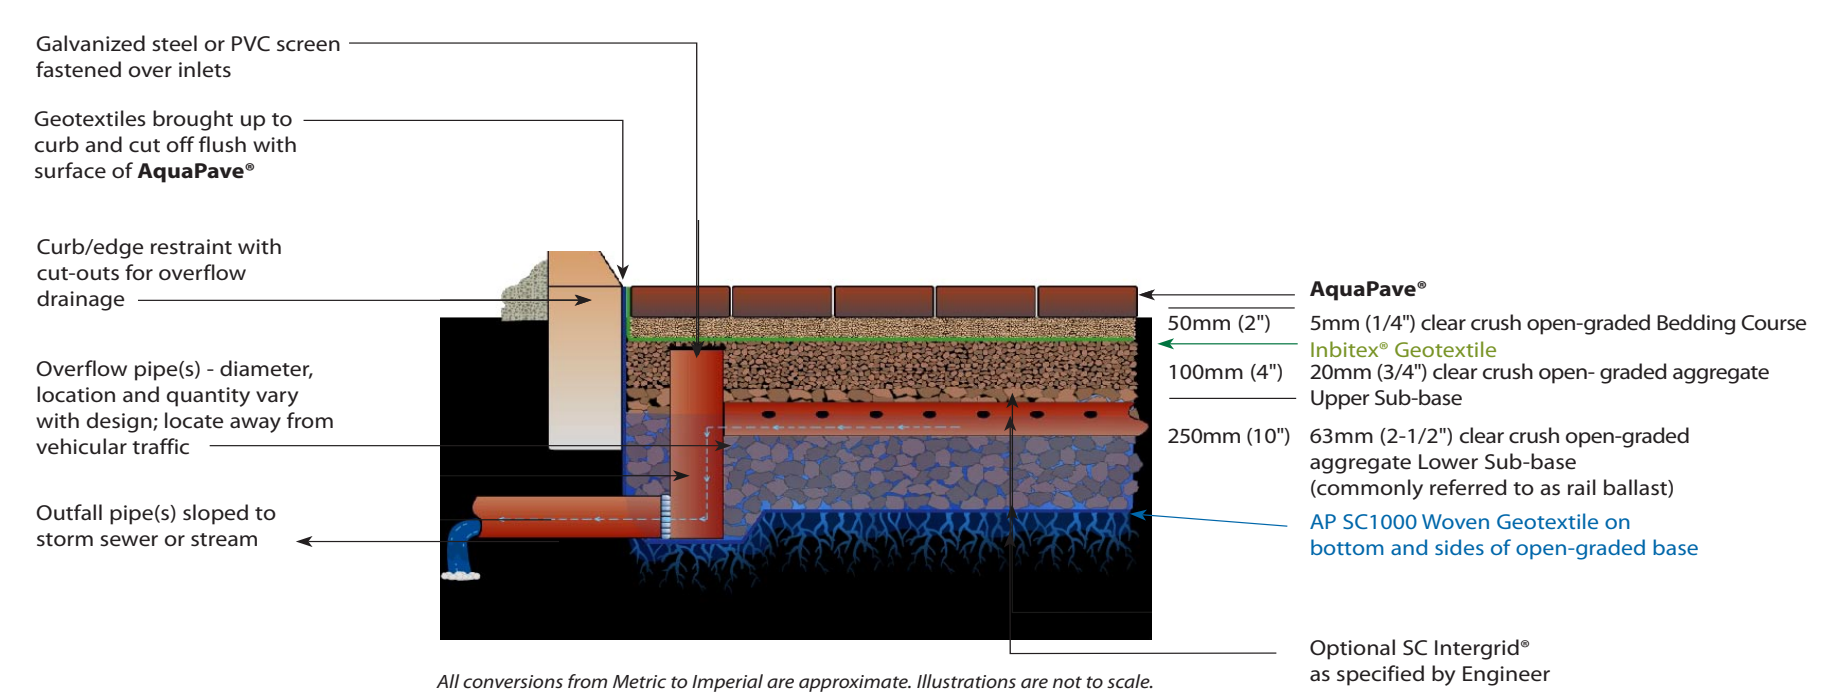 Galvanized steel or PVC screen
fastened over inlets
Geotextiles brought up to
curb and cut off flush with
surface of AquaPave®
Curb/edge restraint with
cut-outs for overflow
drainage
Overflow pipe(s) - diameter,
location and quantity vary
with design; locate away from
vehicular traffic
Outfall pipe(s) sloped to
storm sewer or stream
AquaPave®
50mm (2") 5mm (1/4") clear crush open-graded Bedding Course
Inbitex® Geotextile
100mm (4") 20mm (3/4") clear crush open- graded aggregate
Upper Sub-base
250mm (10") 63mm (2-1/2") clear crush open-graded
aggregate Lower Sub-base
(commonly referred to as rail ballast)
AP SC1000 Woven Geotextile on
bottom and sides of open-graded base
Optional SC Intergrid®
as specified by Engineer
All conversions from Metric to Imperial are approximate. Illustrations are not to scale.